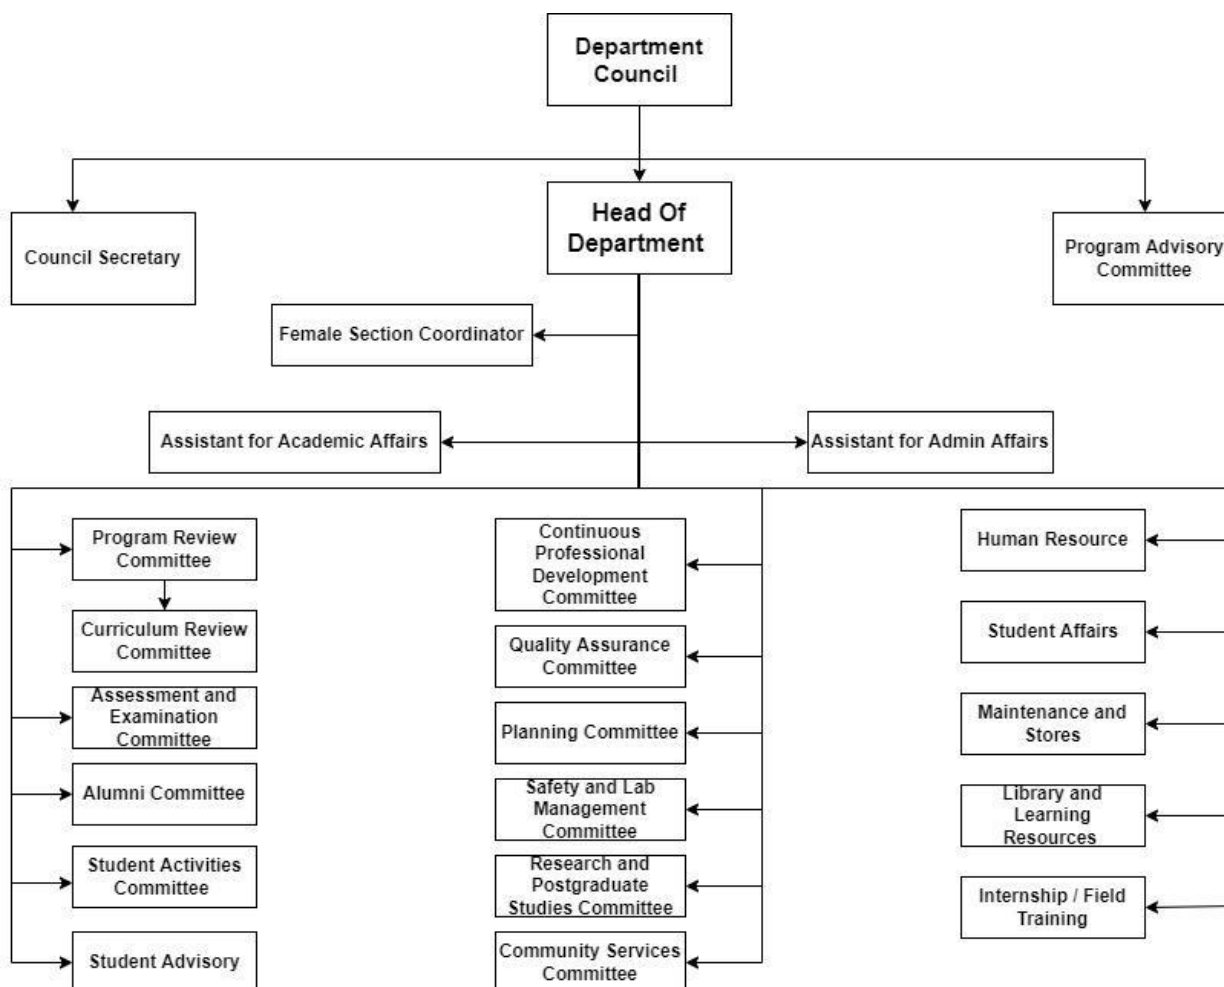 Department
Council
Council Secretary
Head Of
Department
Program Advisory
Committee
Female Section Coordinator
Assistant for Academic Affairs
Assistant for Admin Affairs
Program Review
Committee
Curriculum Review
Committee
Assessment and
Examination
Committee
Alumni Committee
Student Activities
Committee
Student Advisory
Continuous
Professional
Development
Committee
Quality Assurance
Committee
Planning Committee
Safety and Lab
Management
Committee
Research and
Postgraduate
Studies Committee
Community Services
Committee
Human Resource
Student Affairs
Maintenance and
Stores
Library and
Learning
Resources
Internship / Field
Training